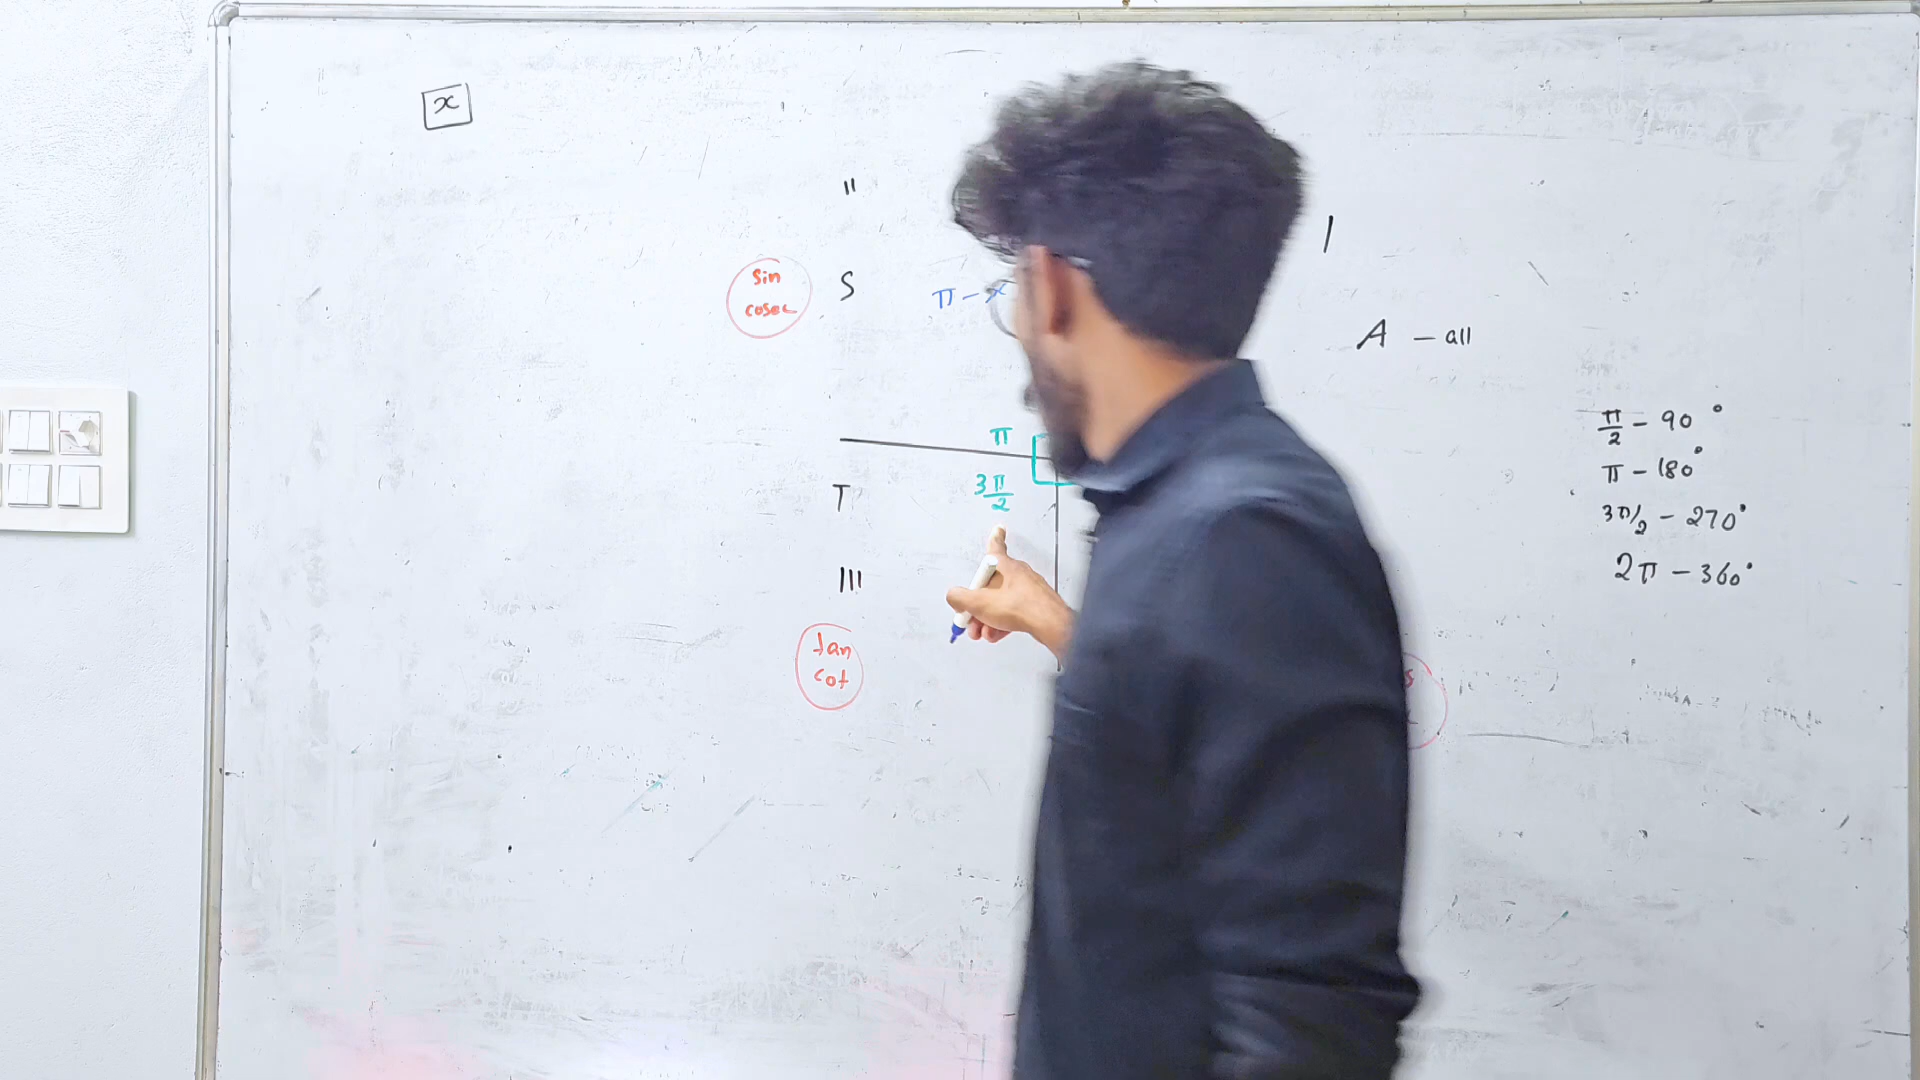 x
II
I
sin
cosec
S
π - x
A - all
π/2 - 90°
π
π - 180°
3π/2
T
3π/2 - 270°
III
2π - 360°
tan
cot
s